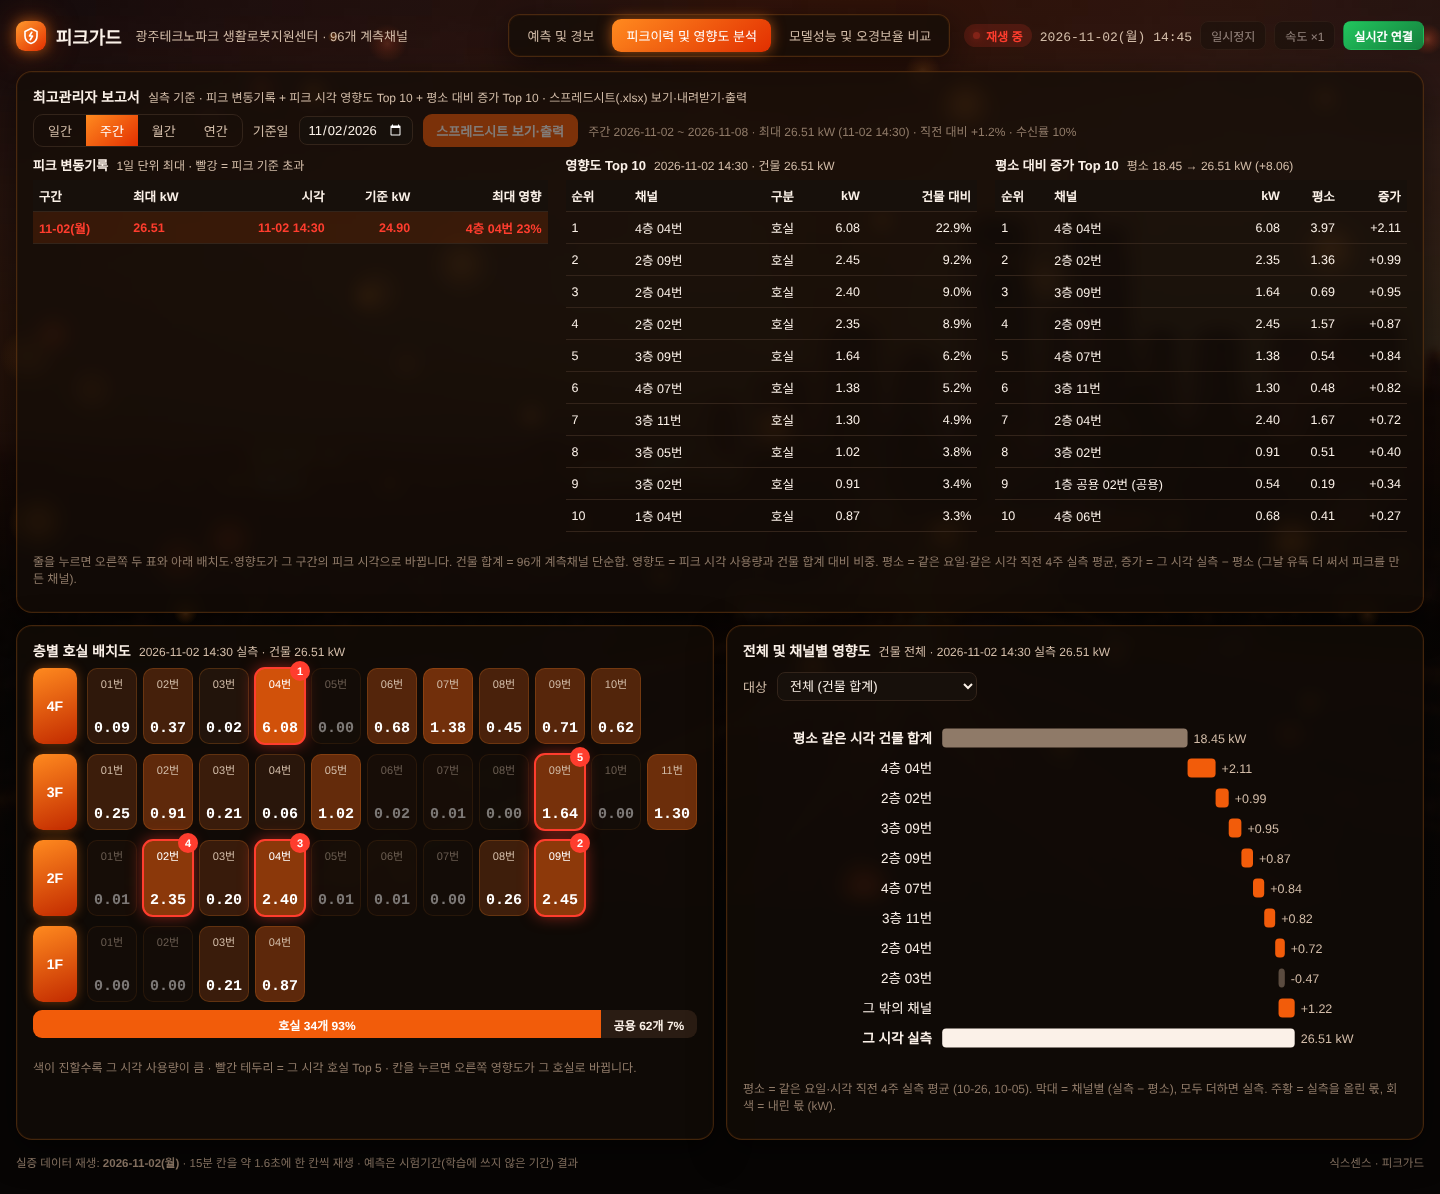 피크가드 광주테크노파크 생활로봇지원센터 · 96개 계측채널 예측 및 경보 피크이력 및 영향도 분석 모델성능 및 오경보율 비교 재생 중 2026-11-02(월) 14:45 일시정지 속도 ×1 실시간 연결
최고관리자 보고서 실측 기준 · 피크 변동기록 + 피크 시각 영향도 Top 10 + 평소 대비 증가 Top 10 · 스프레드시트(.xlsx) 보기·내려받기·출력
일간 주간 월간 연간 기준일 11/02/2026 스프레드시트 보기·출력 주간 2026-11-02 ~ 2026-11-08 · 최대 26.51 kW (11-02 14:30) · 직전 대비 +1.2% · 수신률 10%
피크 변동기록 1일 단위 최대 · 빨강 = 피크 기준 초과
구간 최대 kW 시각 기준 kW 최대 영향
11-02(월) 26.51 11-02 14:30 24.90 4층 04번 23%
영향도 Top 10 2026-11-02 14:30 · 건물 26.51 kW
순위 채널 구분 kW 건물 대비
1 4층 04번 호실 6.08 22.9%
2 2층 09번 호실 2.45 9.2%
3 2층 04번 호실 2.40 9.0%
4 2층 02번 호실 2.35 8.9%
5 3층 09번 호실 1.64 6.2%
6 4층 07번 호실 1.38 5.2%
7 3층 11번 호실 1.30 4.9%
8 3층 05번 호실 1.02 3.8%
9 3층 02번 호실 0.91 3.4%
10 1층 04번 호실 0.87 3.3%
평소 대비 증가 Top 10 평소 18.45 → 26.51 kW (+8.06)
순위 채널 kW 평소 증가
1 4층 04번 6.08 3.97 +2.11
2 2층 02번 2.35 1.36 +0.99
3 3층 09번 1.64 0.69 +0.95
4 2층 09번 2.45 1.57 +0.87
5 4층 07번 1.38 0.54 +0.84
6 3층 11번 1.30 0.48 +0.82
7 2층 04번 2.40 1.67 +0.72
8 3층 02번 0.91 0.51 +0.40
9 1층 공용 02번 (공용) 0.54 0.19 +0.34
10 4층 06번 0.68 0.41 +0.27
줄을 누르면 오른쪽 두 표와 아래 배치도·영향도가 그 구간의 피크 시각으로 바뀝니다. 건물 합계 = 96개 계측채널 단순합. 영향도 = 피크 시각 사용량과 건물 합계 대비 비중. 평소 = 같은 요일·같은 시각 직전 4주 실측 평균, 증가 = 그 시각 실측 − 평소 (그날 유독 더 써서 피크를 만
든 채널).
층별 호실 배치도 2026-11-02 14:30 실측 · 건물 26.51 kW
4F 01번 02번 03번 04번 05번 06번 07번 08번 09번 10번
1
0.09 0.37 0.02 6.08 0.00 0.68 1.38 0.45 0.71 0.62
3F 01번 02번 03번 04번 05번 06번 07번 08번 09번 10번 11번
5
0.25 0.91 0.21 0.06 1.02 0.02 0.01 0.00 1.64 0.00 1.30
2F 01번 02번 03번 04번 05번 06번 07번 08번 09번
4 3 2
0.01 2.35 0.20 2.40 0.01 0.01 0.00 0.26 2.45
1F 01번 02번 03번 04번
0.00 0.00 0.21 0.87
호실 34개 93% 공용 62개 7%
색이 진할수록 그 시각 사용량이 큼 · 빨간 테두리 = 그 시각 호실 Top 5 · 칸을 누르면 오른쪽 영향도가 그 호실로 바뀝니다.
전체 및 채널별 영향도 건물 전체 · 2026-11-02 14:30 실측 26.51 kW
대상 전체 (건물 합계)
평소 같은 시각 건물 합계 18.45 kW
4층 04번 +2.11
2층 02번 +0.99
3층 09번 +0.95
2층 09번 +0.87
4층 07번 +0.84
3층 11번 +0.82
2층 04번 +0.72
2층 03번 -0.47
그 밖의 채널 +1.22
그 시각 실측 26.51 kW
평소 = 같은 요일·시각 직전 4주 실측 평균 (10-26, 10-05). 막대 = 채널별 (실측 − 평소), 모두 더하면 실측. 주황 = 실측을 올린 몫, 회
색 = 내린 몫 (kW).
실증 데이터 재생: 2026-11-02(월) · 15분 칸을 약 1.6초에 한 칸씩 재생 · 예측은 시험기간(학습에 쓰지 않은 기간) 결과
식스센스 · 피크가드